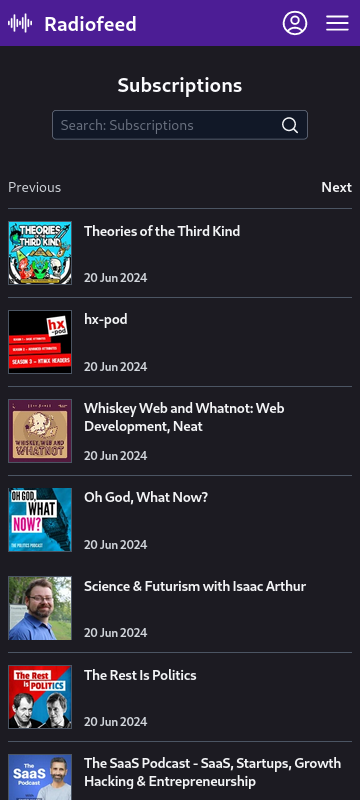 Radiofeed
Subscriptions
Search: Subscriptions
Previous
Next
THEORIES
OF THE
THIRD KIND
Theories of the Third Kind
20 Jun 2024
hx
-pod
SEASON 3 - HTMX HEADERS
hx-pod
20 Jun 2024
WHISKEY, WEB AND
WHATNOT
Whiskey Web and Whatnot: Web
Development, Neat
20 Jun 2024
OH GOD,
WHAT
NOW?
THE POLITICS PODCAST
Oh God, What Now?
20 Jun 2024
Science & Futurism with Isaac Arthur
20 Jun 2024
The Rest
is POLITICS
The Rest Is Politics
20 Jun 2024
The
SaaS
Podcast
The SaaS Podcast - SaaS, Startups, Growth
Hacking & Entrepreneurship